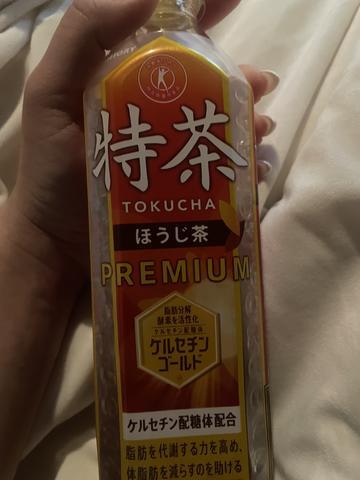 特茶
TOKUCHA
ほうじ茶
PREMIUM
脂肪分解
酵素を活性化
ケルセチン配糖体
ケルセチン
ゴールド
ケルセチン配糖体配合
脂肪を代謝する力を高め、
体脂肪を減らすのを助ける